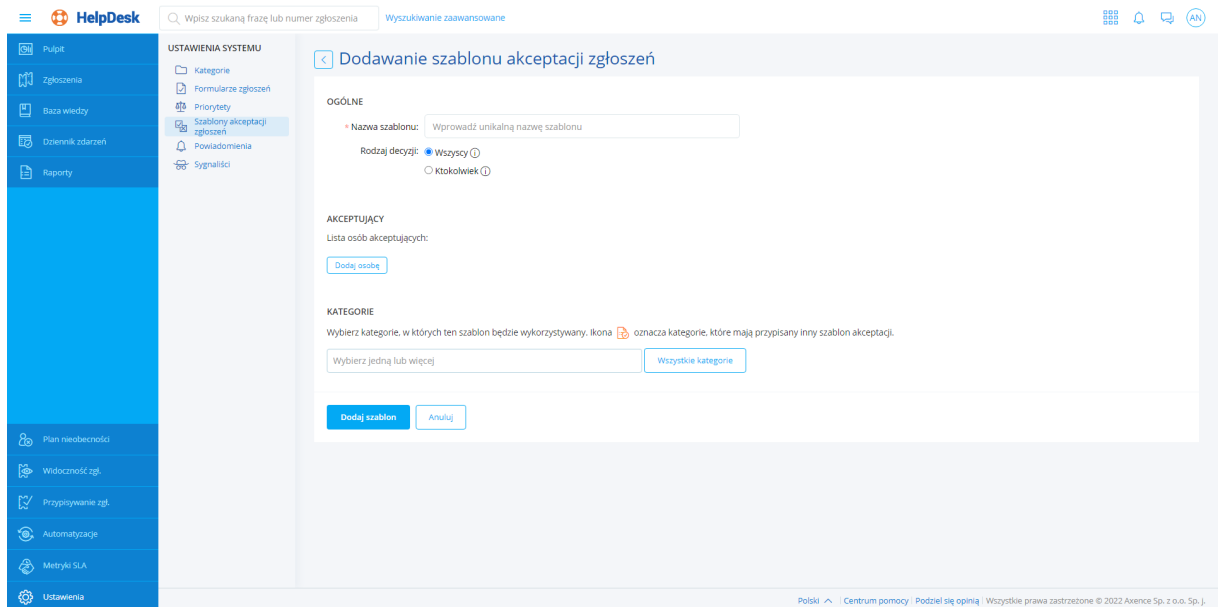 HelpDesk
Wpisz szukaną frazę lub numer zgłoszenia
Wyszukiwanie zaawansowane
AN
Pulpit
Zgłoszenia
Baza wiedzy
Dziennik zdarzeń
Raporty
Plan nieobecności
Widoczność zgł.
Przypisywanie zgł.
Automatyzacje
Metryki SLA
Ustawienia
USTAWIENIA SYSTEMU
Kategorie
Formularze zgłoszeń
Priorytety
Szablony akceptacji
zgłoszeń
Powiadomienia
Sygnaliści
Dodawanie szablonu akceptacji zgłoszeń
OGÓLNE
* Nazwa szablonu: Wprowadź unikalną nazwę szablonu
Rodzaj decyzji: Wszyscy
Ktokolwiek
AKCEPTUJĄCY
Lista osób akceptujących:
Dodaj osobę
KATEGORIE
Wybierz kategorie, w których ten szablon będzie wykorzystywany. Ikona oznacza kategorie, które mają przypisany inny szablon akceptacji.
Wybierz jedną lub więcej
Wszystkie kategorie
Dodaj szablon
Anuluj
Polski | Centrum pomocy | Podziel się opinią | Wszystkie prawa zastrzeżone © 2022 Axence Sp. z o.o. Sp. j.